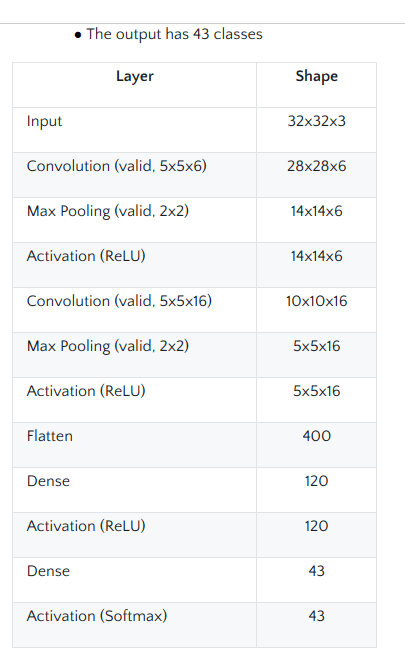 ● The output has 43 classes
Layer Shape
Input 32x32x3
Convolution (valid, 5x5x6) 28x28x6
Max Pooling (valid, 2x2) 14x14x6
Activation (ReLU) 14x14x6
Convolution (valid, 5x5x16) 10x10x16
Max Pooling (valid, 2x2) 5x5x16
Activation (ReLU) 5x5x16
Flatten 400
Dense 120
Activation (ReLU) 120
Dense 43
Activation (Softmax) 43